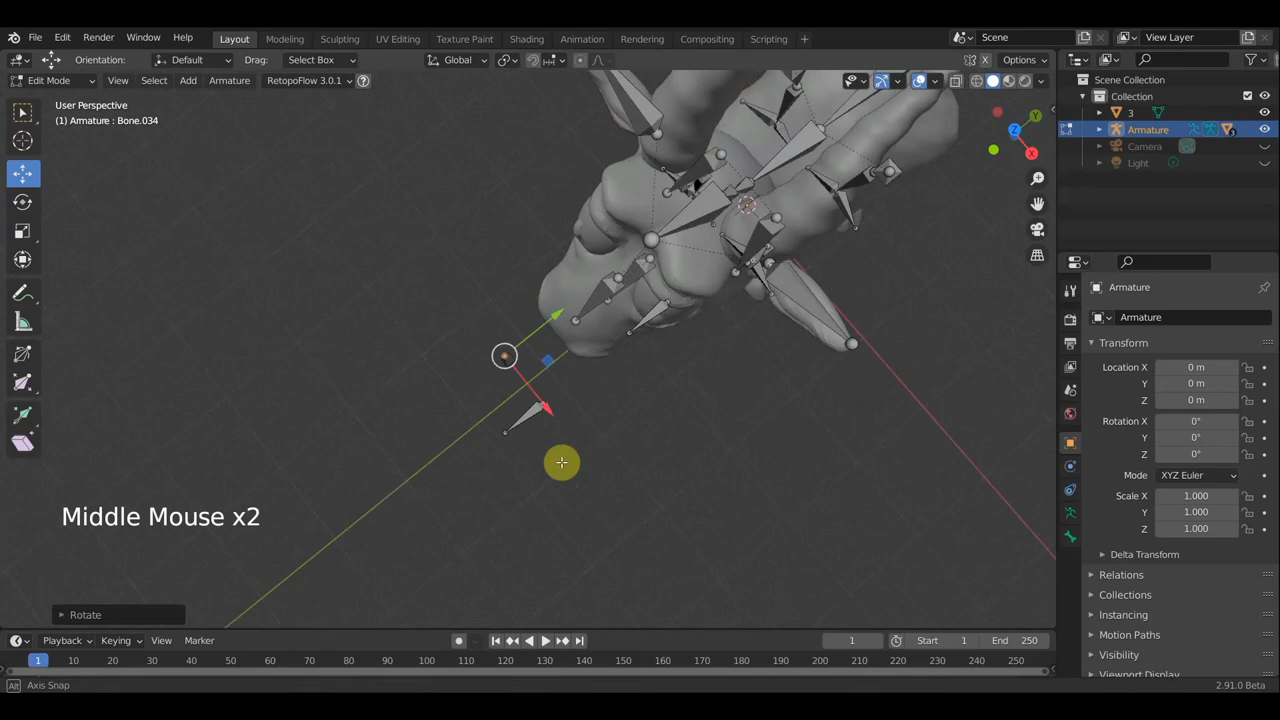 File Edit Render Window Help Layout Modeling Sculpting UV Editing Texture Paint Shading Animation Rendering Compositing Scripting + Scene View Layer
Orientation: Default Drag: Select Box Global Options
Edit Mode View Select Add Armature RetopoFlow 3.0.1 ?
User Perspective
(1) Armature : Bone.034
Scene Collection
Collection
3
Armature 3
Camera
Light
Y
Z
X
Armature
Armature
Transform
Location X 0 m
Y 0 m
Z 0 m
Rotation X 0°
Y 0°
Z 0°
Mode XYZ Euler
Scale X 1.000
Y 1.000
Z 1.000
Delta Transform
Relations
Collections
Instancing
Motion Paths
Visibility
Viewport Display
Middle Mouse x2
Rotate
Playback Keying View Marker 1 Start 1 End 250
1 10 20 30 40 50 60 70 80 90 100 110 120 130 140 150 160 170 180 190 200 210 220 230 240 250
Alt Axis Snap 2.91.0 Beta